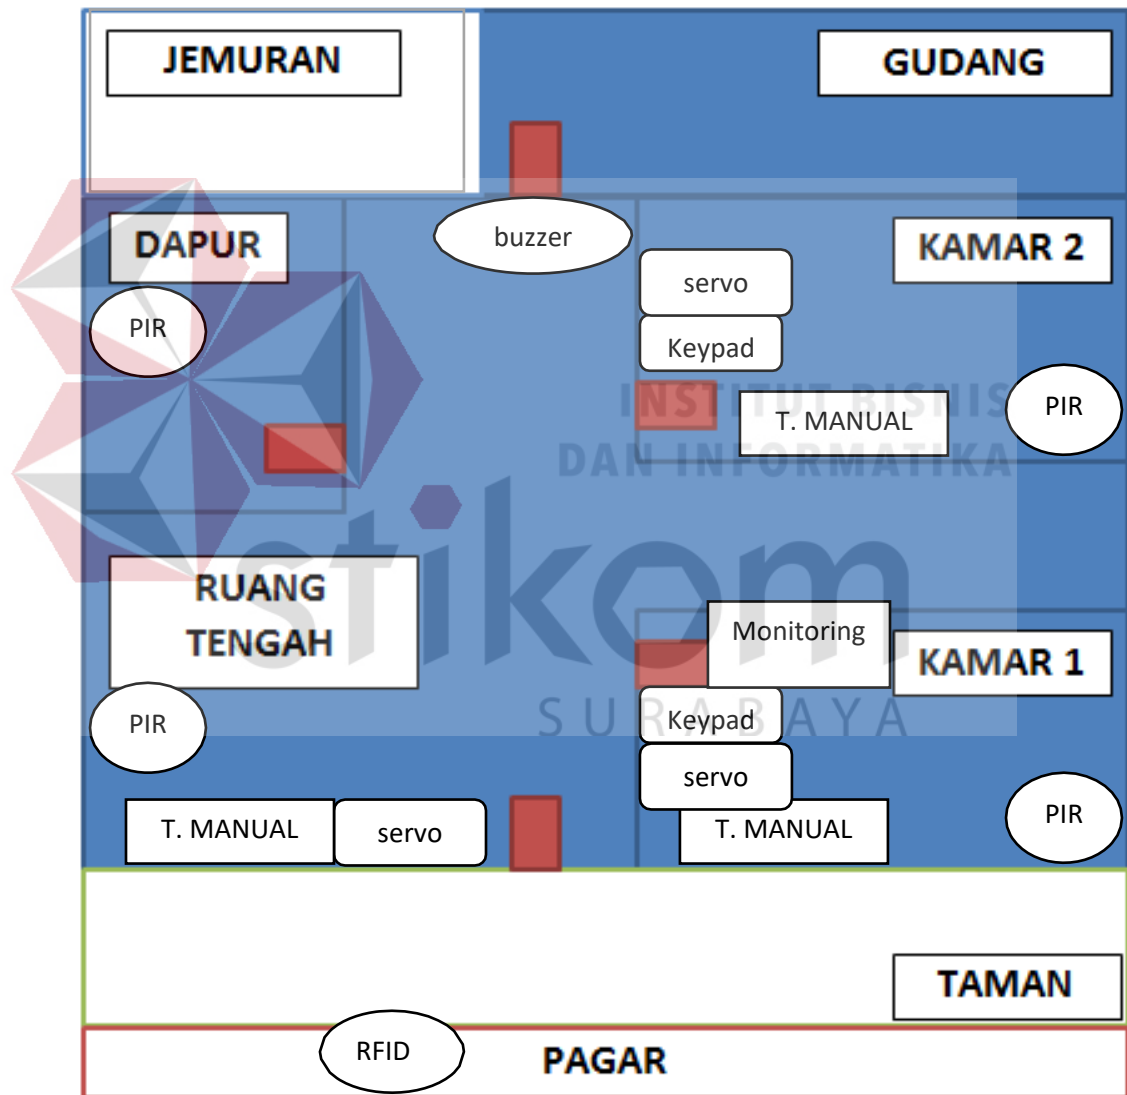 JEMURAN
GUDANG
buzzer
DAPUR
KAMAR 2
servo
PIR
Keypad
INSTITUT BISNIS
PIR
T. MANUAL
DAN INFORMATIKA
stikom
RUANG
TENGAH
Monitoring
KAMAR 1
SURABAYA
Keypad
PIR
servo
PIR
T. MANUAL
servo
T. MANUAL
TAMAN
RFID
PAGAR